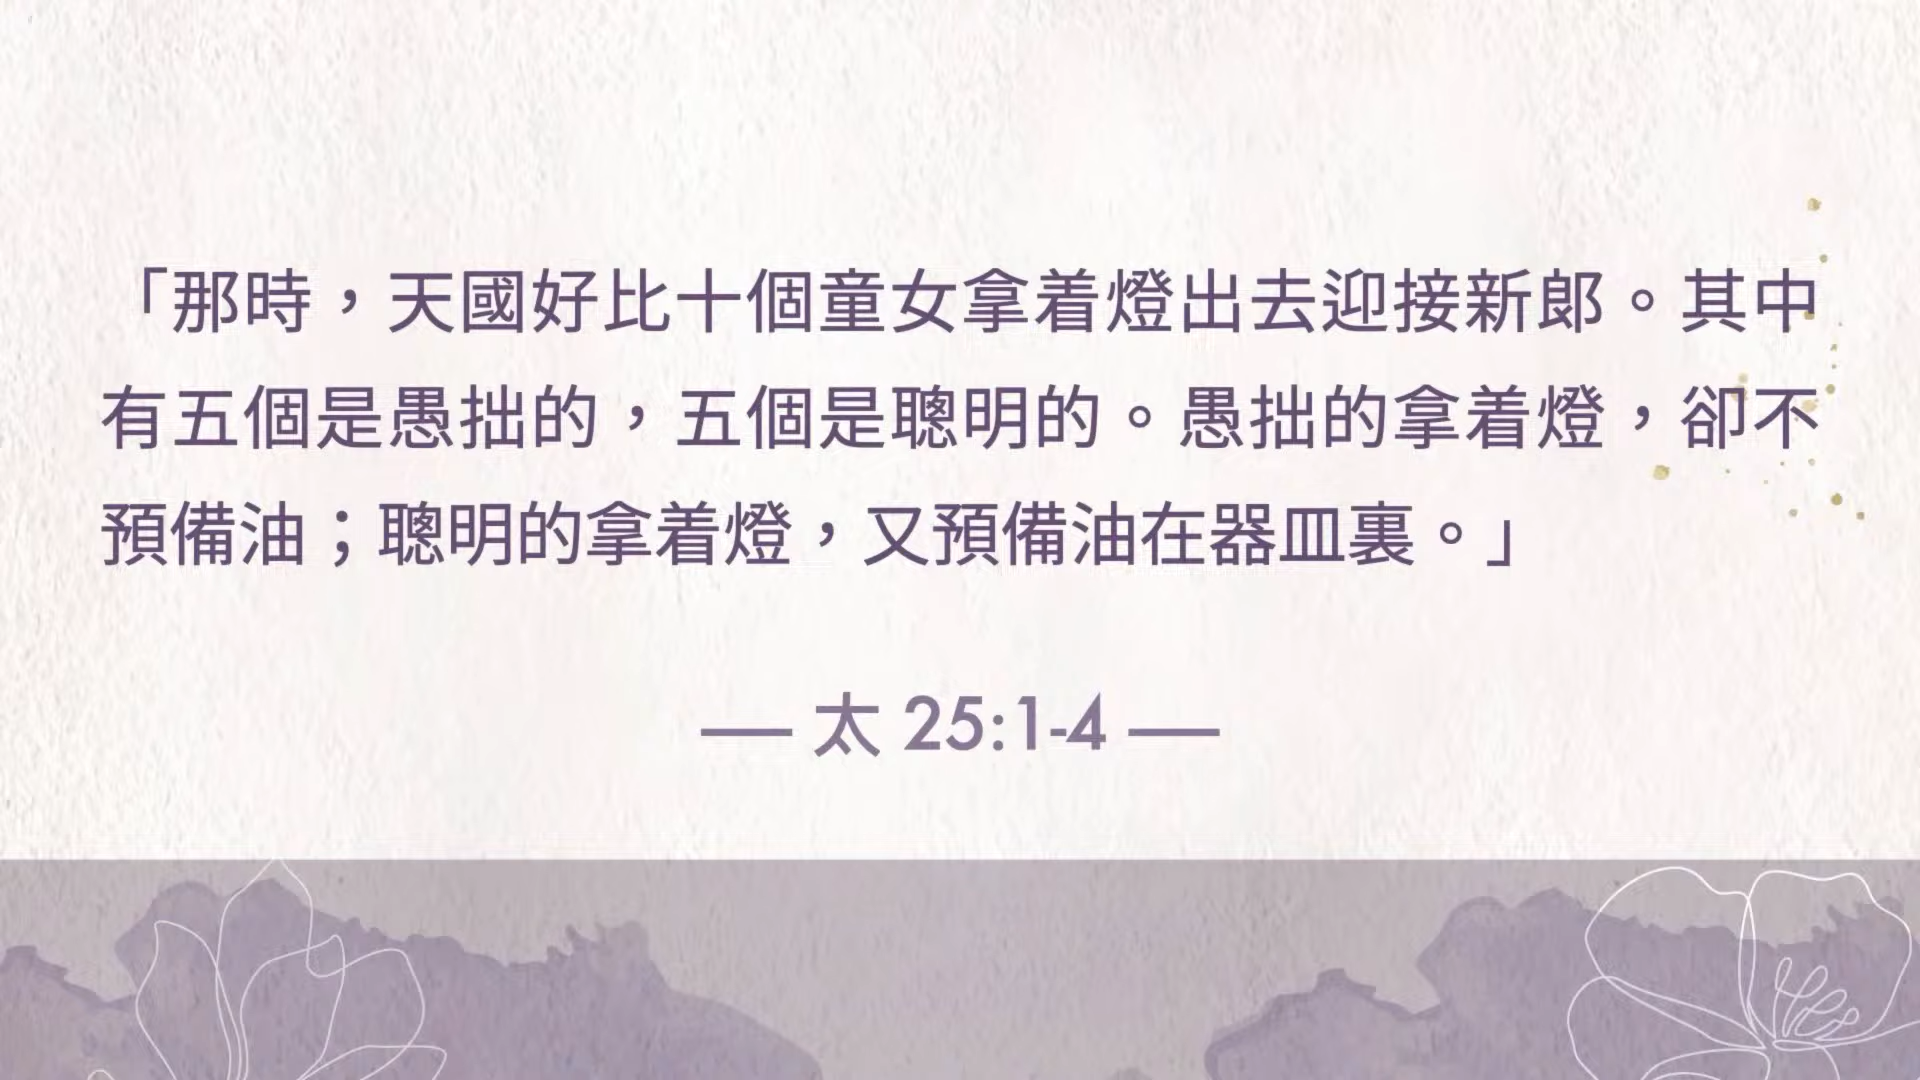 「那時，天國好比十個童女拿着燈出去迎接新郎。其中
有五個是愚拙的，五個是聰明的。愚拙的拿着燈，卻不
預備油；聰明的拿着燈，又預備油在器皿裏。」
— 太 25:1-4 —